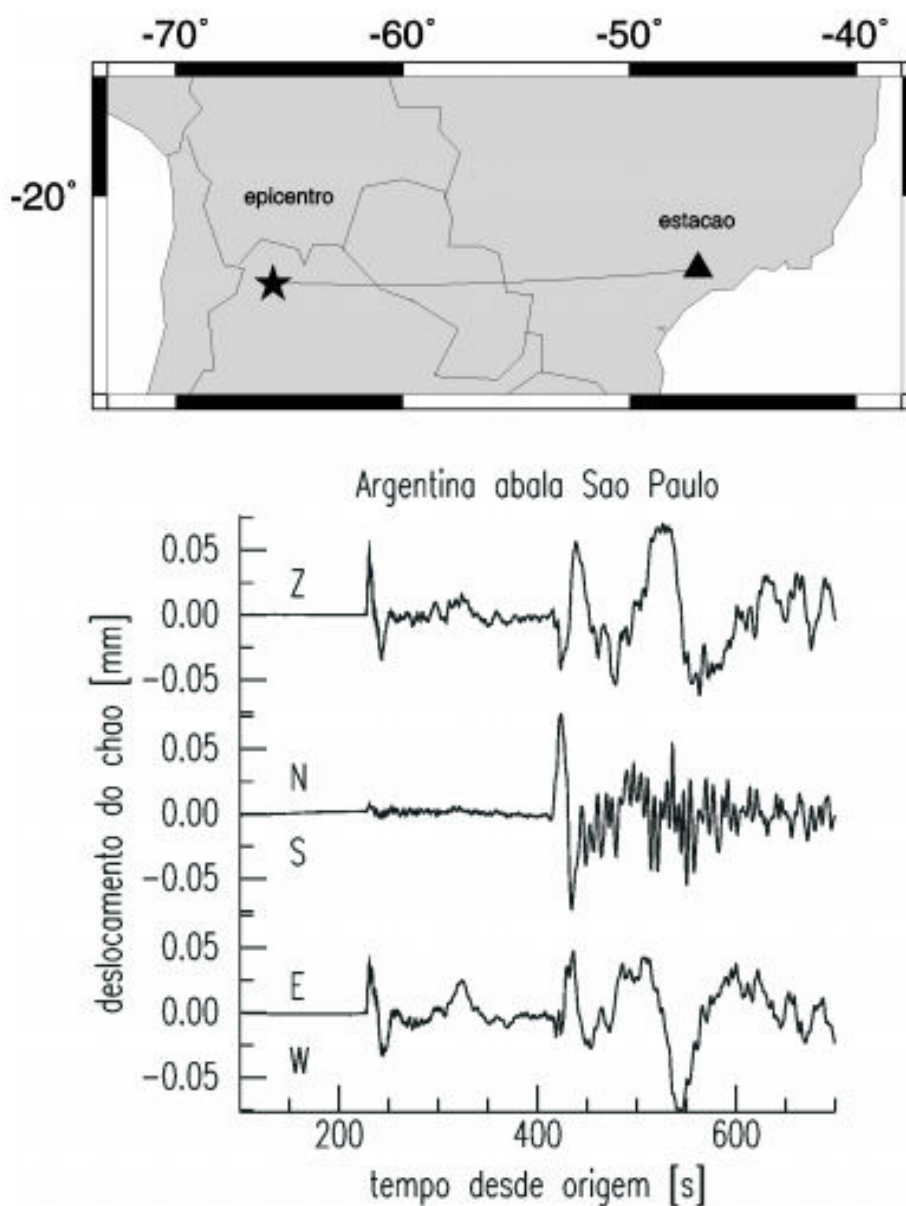 -70° -60° -50° -40°
-20°
epicentro
estacao
Argentina abala Sao Paulo
deslocamento do chao [mm]
0.05
Z
0.00
-0.05
0.05
N
0.00
S
-0.05
0.05
E
0.00
W
-0.05
200 400 600
tempo desde origem [s]